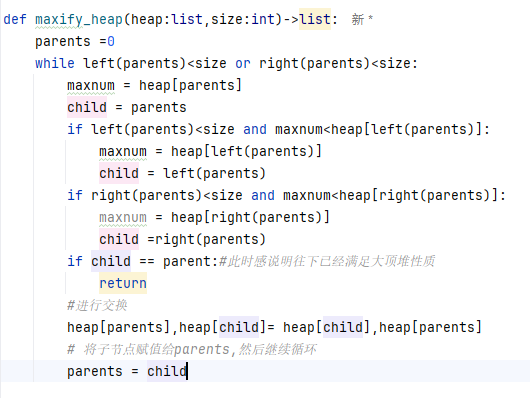 def maxify_heap(heap:list,size:int)->list:  新 *
    parents =0
    while left(parents)<size or right(parents)<size:
        maxnum = heap[parents]
        child = parents
        if left(parents)<size and maxnum<heap[left(parents)]:
            maxnum = heap[left(parents)]
            child = left(parents)
        if right(parents)<size and maxnum<heap[right(parents)]:
            maxnum = heap[right(parents)]
            child =right(parents)
        if child == parent:#此时感说明往下已经满足大顶堆性质
            return
        #进行交换
        heap[parents],heap[child]= heap[child],heap[parents]
        # 将子节点赋值给parents,然后继续循环
        parents = child